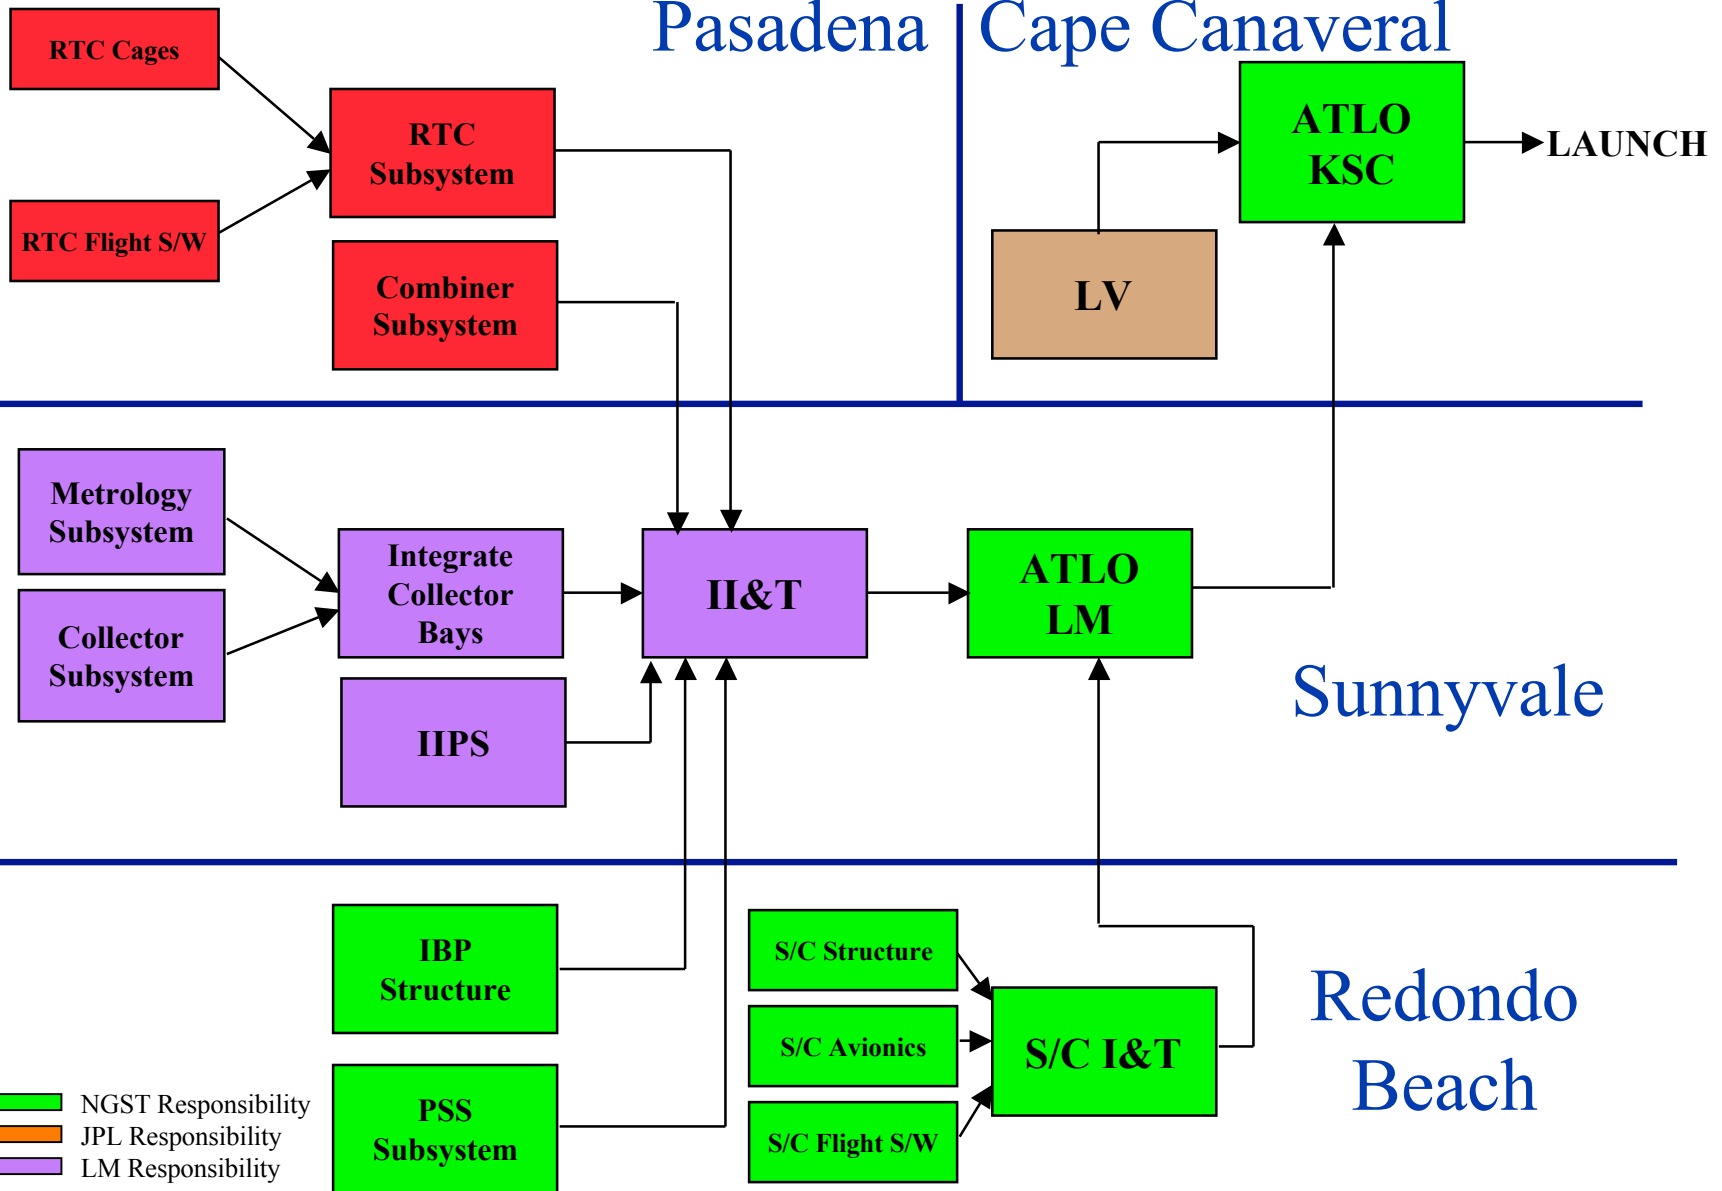 Pasadena
Cape Canaveral
RTC Cages
RTC Flight S/W
RTC
Subsystem
Combiner
Subsystem
ATLO
KSC
LAUNCH
LV
Metrology
Subsystem
Collector
Subsystem
Integrate
Collector
Bays
II&T
IIPS
ATLO
LM
Sunnyvale
IBP
Structure
PSS
Subsystem
S/C Structure
S/C Avionics
S/C Flight S/W
S/C I&T
Redondo
Beach
NGST Responsibility
JPL Responsibility
LM Responsibility